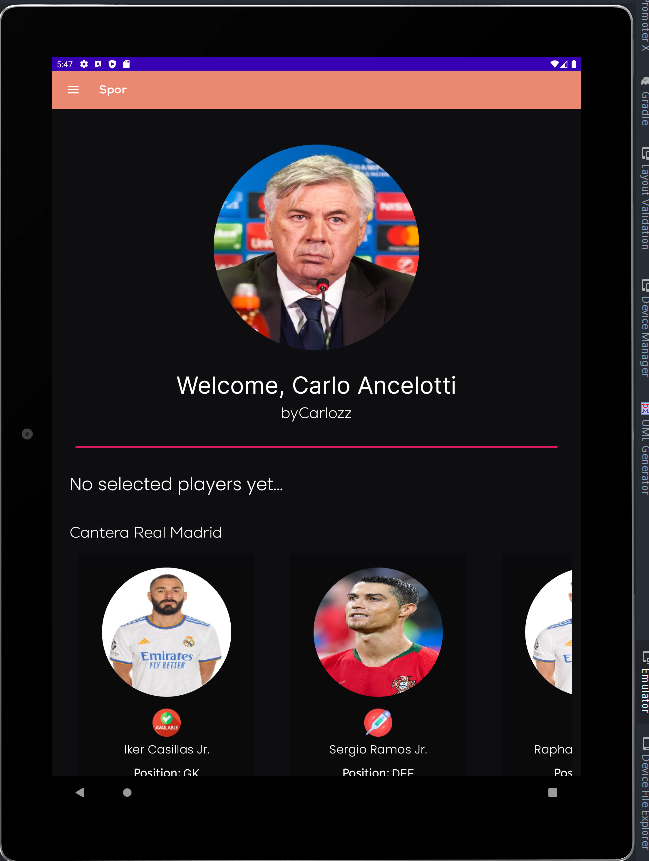 5:47
Spor
NISS
Welcome, Carlo Ancelotti
byCarlozz
No selected players yet...
Cantera Real Madrid
Emirates
FLY BETTER
AVAILABLE
Iker Casillas Jr.
Sergio Ramos Jr.
Rapha
Position: GK
Position: DEF
Pos
romoter X
Gradle
Layout Validation
Device Manager
UML Generator
Emulator
Device File Explorer